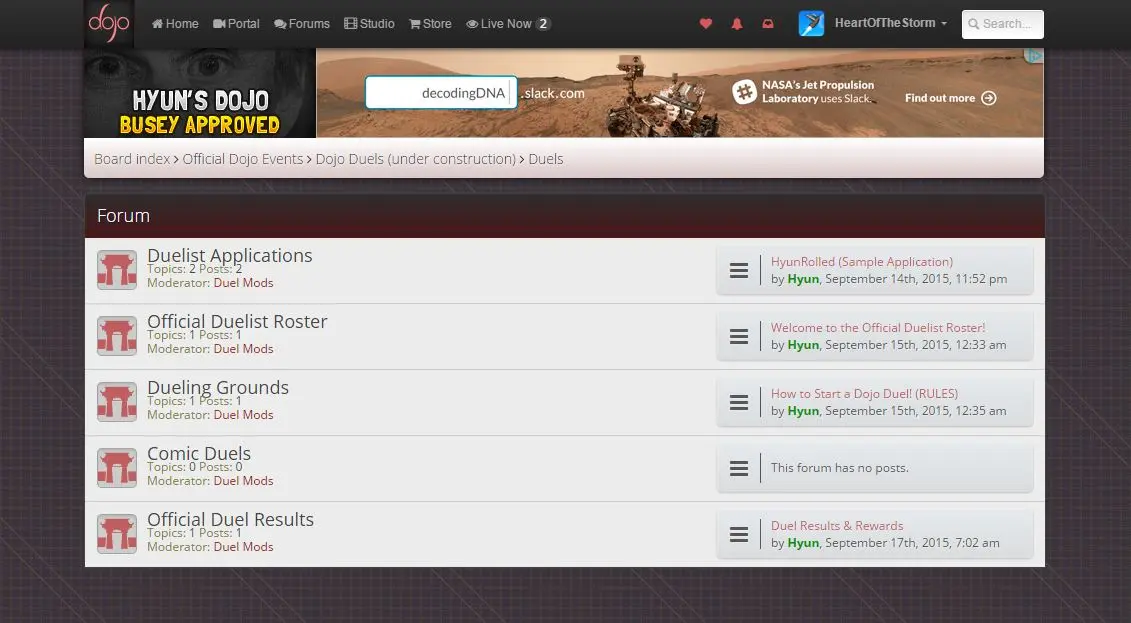 dojo
Home Portal Forums Studio Store Live Now 2 HeartOfTheStorm Search...
HYUN'S DOJO
BUSEY APPROVED
decodingDNA .slack.com
NASA's Jet Propulsion
Laboratory uses Slack.
Find out more
Board index › Official Dojo Events › Dojo Duels (under construction) › Duels
Forum
Duelist Applications
Topics: 2 Posts: 2
Moderator: Duel Mods
HyunRolled (Sample Application)
by Hyun, September 14th, 2015, 11:52 pm
Official Duelist Roster
Topics: 1 Posts: 1
Moderator: Duel Mods
Welcome to the Official Duelist Roster!
by Hyun, September 15th, 2015, 12:33 am
Dueling Grounds
Topics: 1 Posts: 1
Moderator: Duel Mods
How to Start a Dojo Duel! (RULES)
by Hyun, September 15th, 2015, 12:35 am
Comic Duels
Topics: 0 Posts: 0
Moderator: Duel Mods
This forum has no posts.
Official Duel Results
Topics: 1 Posts: 1
Moderator: Duel Mods
Duel Results & Rewards
by Hyun, September 17th, 2015, 7:02 am